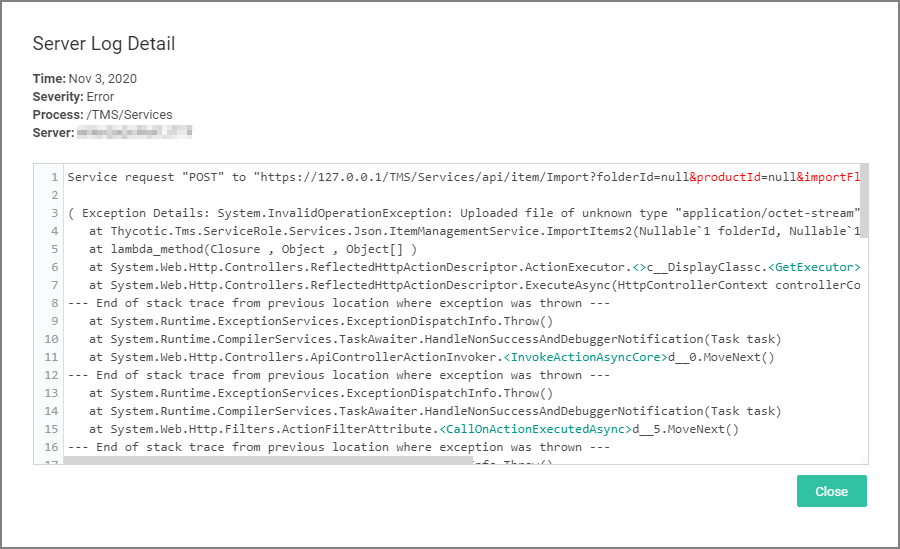 Server Log Detail
Time: Nov 3, 2020
Severity: Error
Process: /TMS/Services
Server:
1 Service request "POST" to "https://127.0.0.1/TMS/Services/api/item/Import?folderId=null&productId=null&importFl
2
3 ( Exception Details: System.InvalidOperationException: Uploaded file of unknown type "application/octet-stream"
4 at Thycotic.Tms.ServiceRole.Services.Json.ItemManagementService.ImportItems2(Nullable`1 folderId, Nullable`1
5 at lambda_method(Closure , Object , Object[] )
6 at System.Web.Http.Controllers.ReflectedHttpActionDescriptor.ActionExecutor.<>c__DisplayClassc.<GetExecutor>
7 at System.Web.Http.Controllers.ReflectedHttpActionDescriptor.ExecuteAsync(HttpControllerContext controllerCo
8 --- End of stack trace from previous location where exception was thrown ---
9 at System.Runtime.ExceptionServices.ExceptionDispatchInfo.Throw()
10 at System.Runtime.CompilerServices.TaskAwaiter.HandleNonSuccessAndDebuggerNotification(Task task)
11 at System.Web.Http.Controllers.ApiControllerActionInvoker.<InvokeActionAsyncCore>d__0.MoveNext()
12 --- End of stack trace from previous location where exception was thrown ---
13 at System.Runtime.ExceptionServices.ExceptionDispatchInfo.Throw()
14 at System.Runtime.CompilerServices.TaskAwaiter.HandleNonSuccessAndDebuggerNotification(Task task)
15 at System.Web.Http.Filters.ActionFilterAttribute.<CallOnActionExecutedAsync>d__5.MoveNext()
16 --- End of stack trace from previous location where exception was thrown ---
17
Close